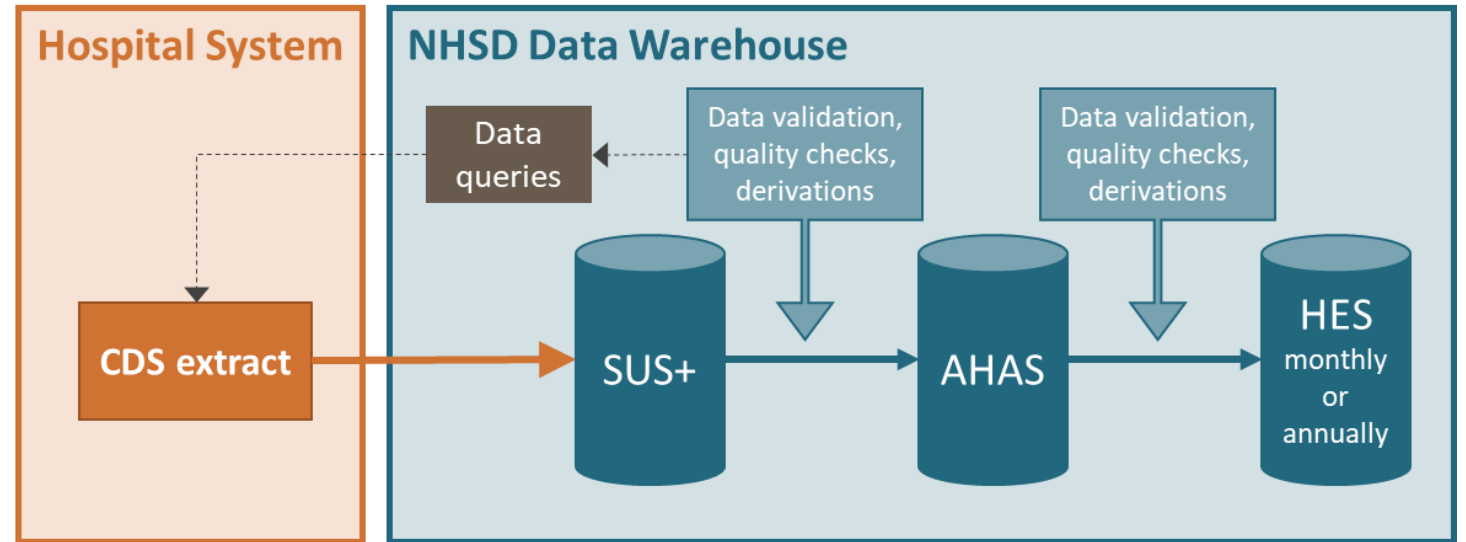 Hospital System
NHSD Data Warehouse
Data
queries
Data validation,
quality checks,
derivations
Data validation,
quality checks,
derivations
CDS extract
SUS+
AHAS
HES
monthly
or
annually